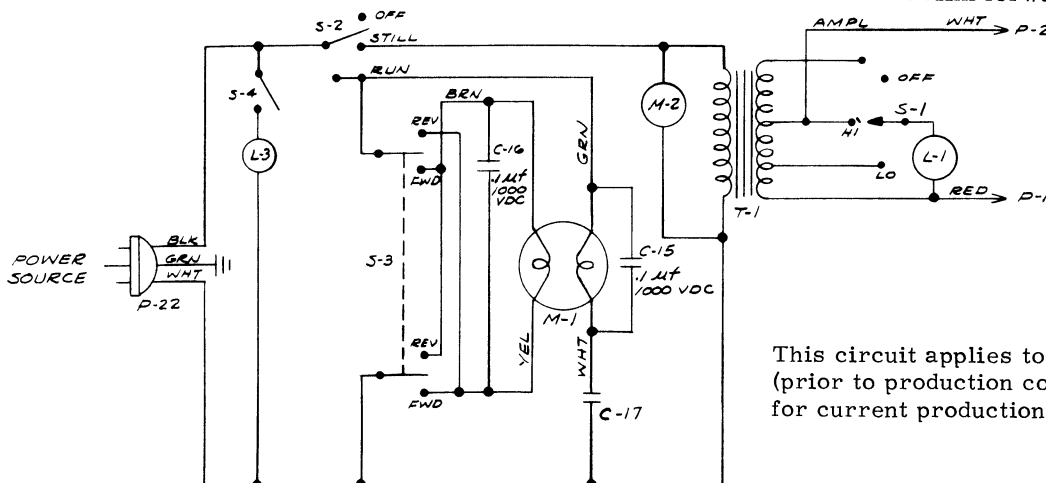 AMPL
WHT
P-2
S-2
OFF
STILL
RUN
S-4
BRN
REV
C-16
.1 µf
1000
VDC
FWD
GRN
M-2
T-1
OFF
S-1
HI
L-1
LO
RED
P-1
L-3
BLK
POWER
SOURCE
GRN
WHT
P-22
S-3
C-15
.1 µf
1000 VDC
M-1
REV
YEL
WHT
FWD
C-17
This circuit applies to
(prior to production co
for current production